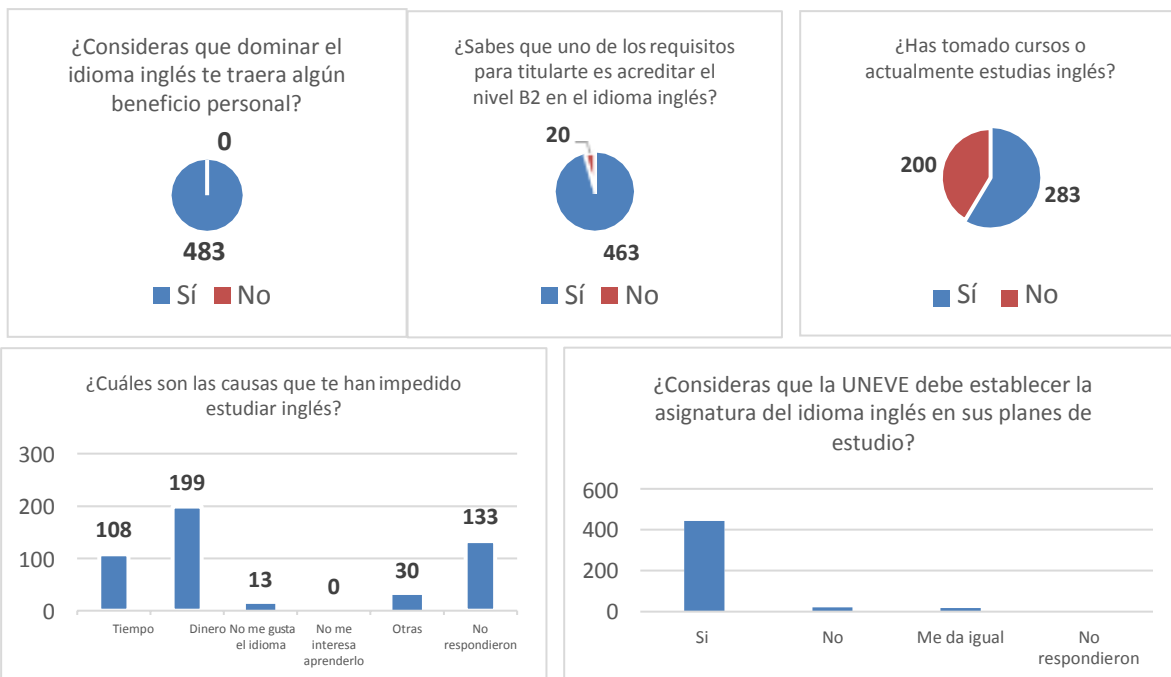 ¿Consideras que dominar el
idioma inglés te traera algún
beneficio personal?
0
483
Sí No
¿Sabes que uno de los requisitos
para titularte es acreditar el
nivel B2 en el idioma inglés?
20
463
Sí No
¿Has tomado cursos o
actualmente estudias inglés?
200
283
Sí No
¿Cuáles son las causas que te han impedido
estudiar inglés?
300
200
100
0
108
199
13
0
30
133
Tiempo
Dinero
No me gusta
el idioma
No me
interesa
aprenderlo
Otras
No
respondieron
¿Consideras que la UNEVE debe establecer la
asignatura del idioma inglés en sus planes de
estudio?
600
400
200
0
Si
No
Me da igual
No
respondieron